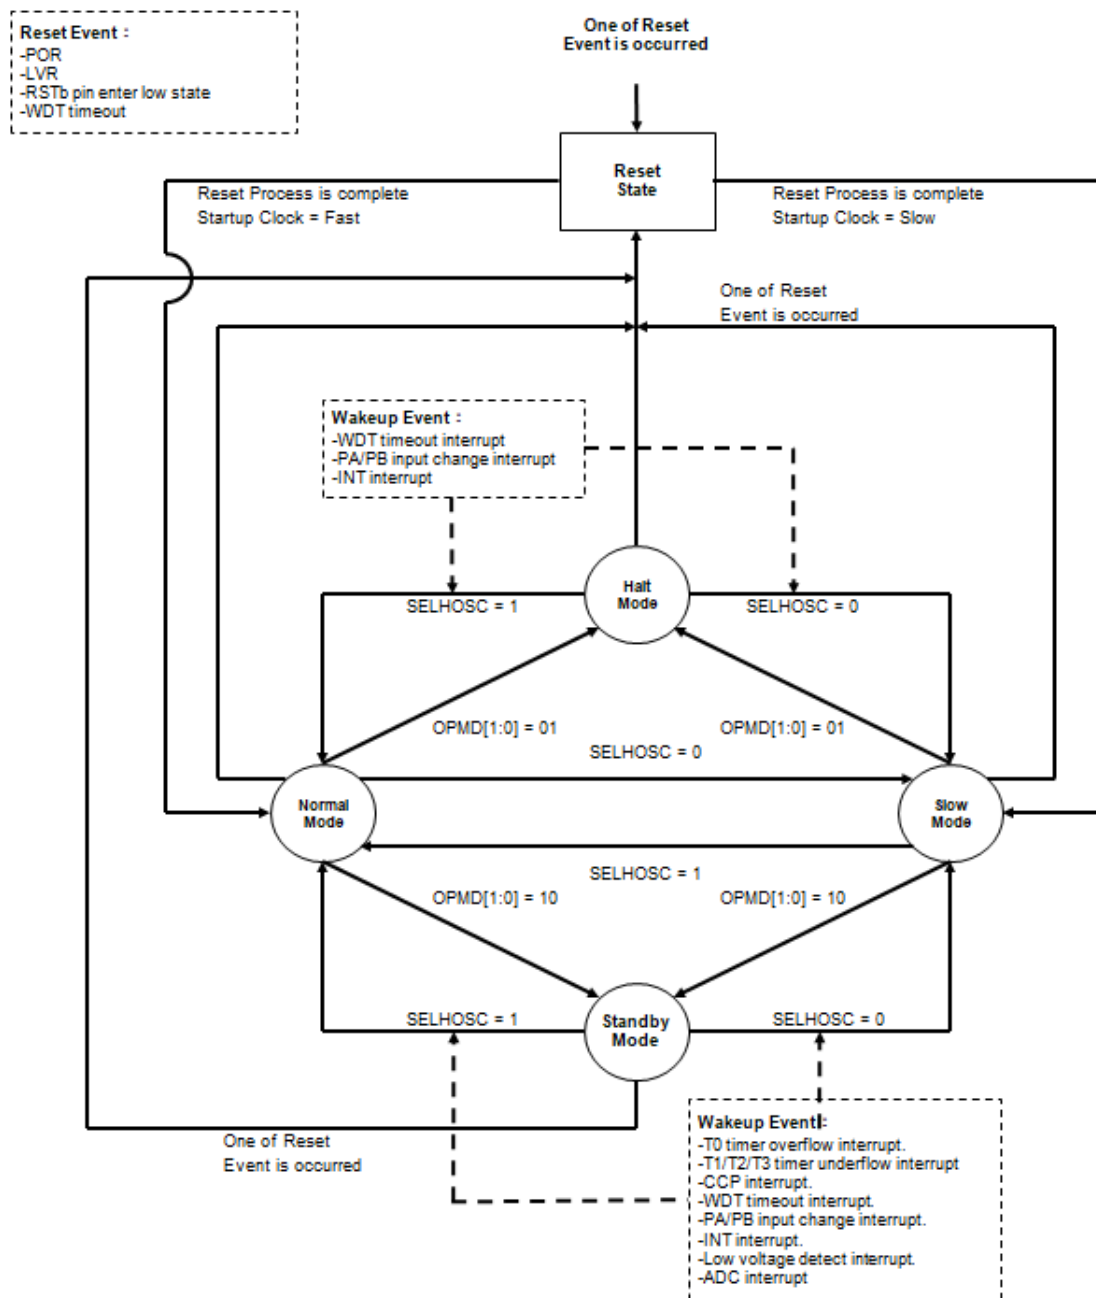 Reset Event :
-POR
-LVR
-RSTb pin enter low state
-WDT timeout
One of Reset
Event is occurred
Reset
State
Reset Process is complete
Startup Clock = Fast
Reset Process is complete
Startup Clock = Slow
One of Reset
Event is occurred
Wakeup Event :
-WDT timeout interrupt
-PA/PB input change interrupt
-INT interrupt
Halt
Mode
SELHOSC = 1
SELHOSC = 0
OPMD[1:0] = 01
OPMD[1:0] = 01
SELHOSC = 0
Normal
Mode
Slow
Mode
SELHOSC = 1
OPMD[1:0] = 10
OPMD[1:0] = 10
SELHOSC = 1
Standby
Mode
SELHOSC = 0
One of Reset
Event is occurred
Wakeup Event :
-T0 timer overflow interrupt.
-T1/T2/T3 timer underflow interrupt
-CCP interrupt.
-WDT timeout interrupt.
-PA/PB input change interrupt.
-INT interrupt.
-Low voltage detect interrupt.
-ADC interrupt